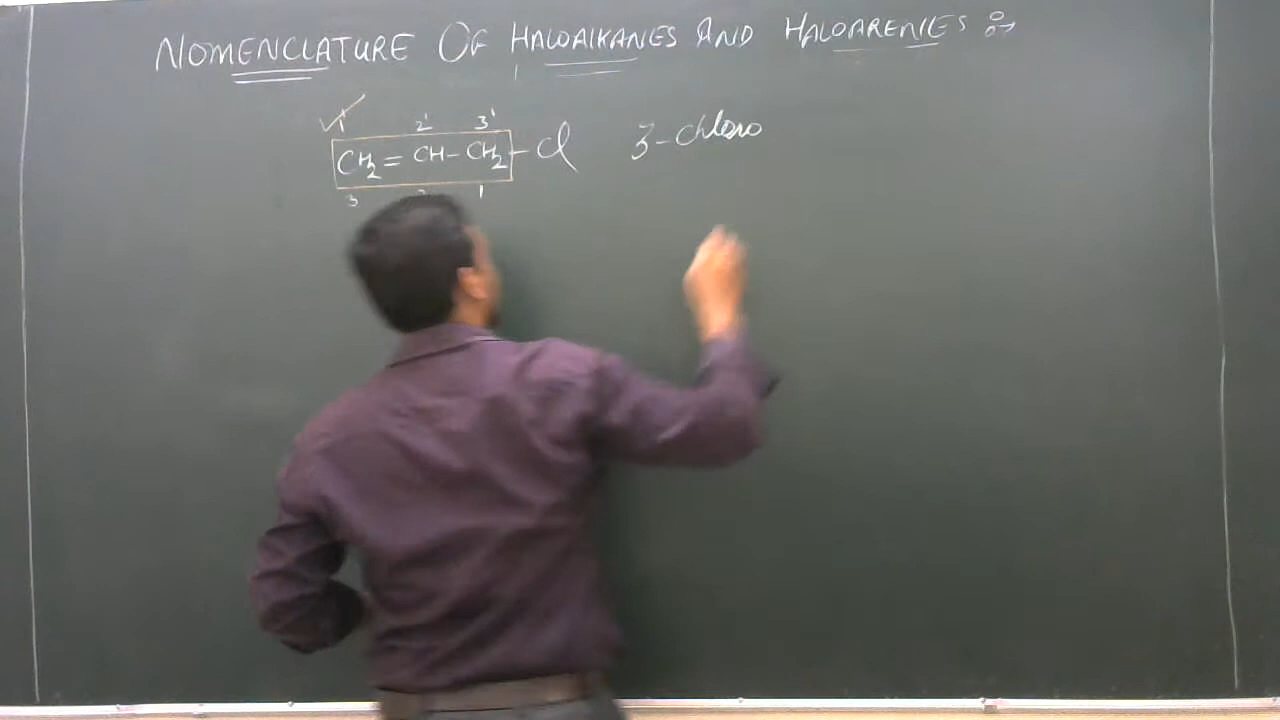 NOMENCLATURE OF HALOALKANES AND HALOARENES :-
1' 2' 3'
CH2=CH-CH2-Cl 3-chloro
3 2 1